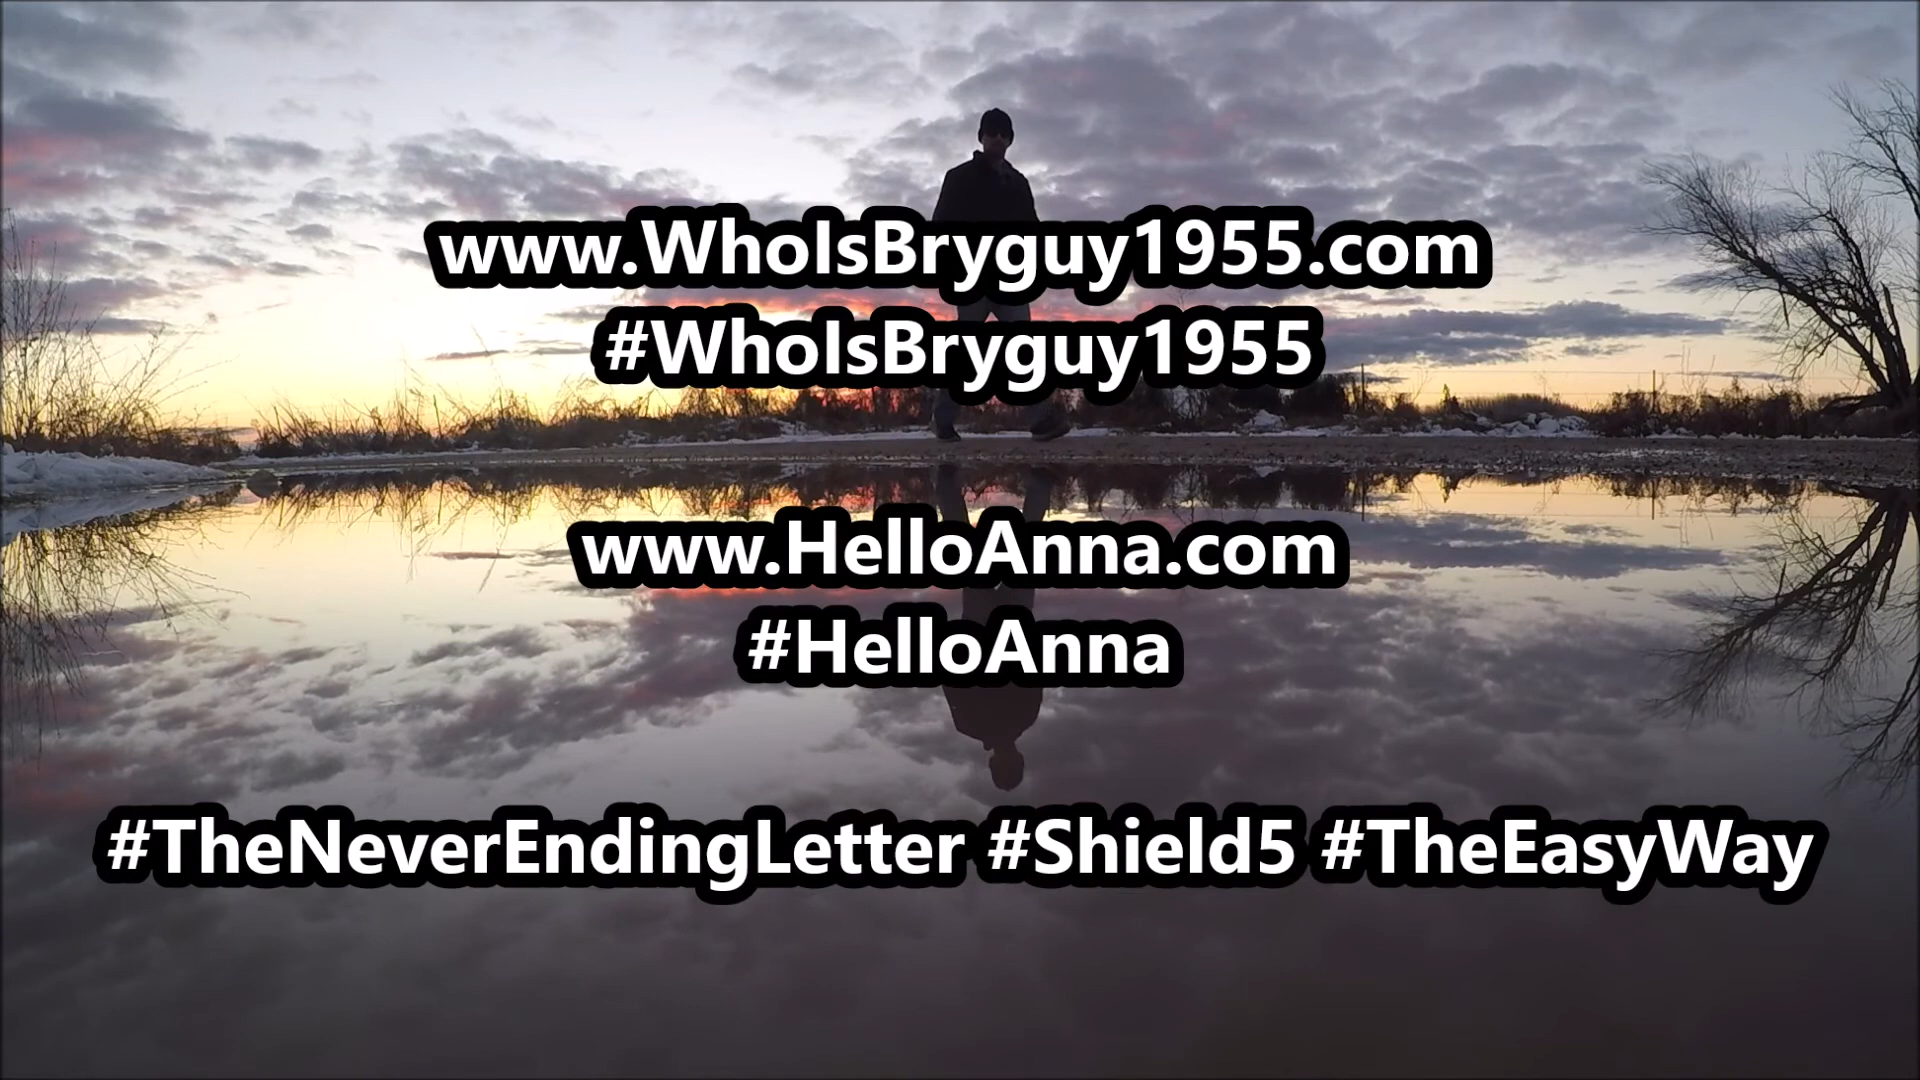 www.WhoIsBryguy1955.com
#WhoIsBryguy1955
www.HelloAnna.com
#HelloAnna
#TheNeverEndingLetter #Shield5 #TheEasyWay